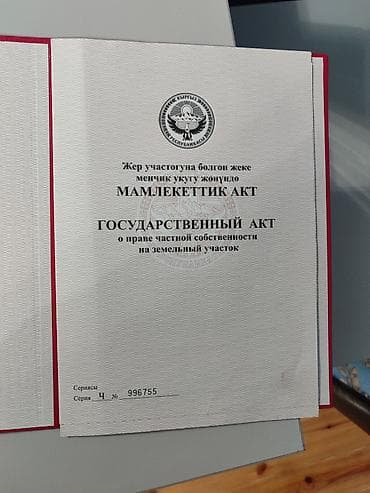 Жер участогуна болгон жеке
менчик укугу жөнүндө
МАМЛЕКЕТТИК АКТ
ГОСУДАРСТВЕННЫЙ АКТ
о праве частной собственности
на земельный участок
Сериясы
Серия Ч № 996755